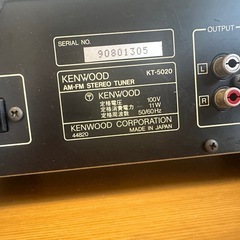 OUTPUT
SERIAL NO.
90801305
L
R
KENWOOD KT-5020
AM-FM STEREO TUNER
T
定格電圧 100V
定格消費電力 11W
定格周波数 50/60Hz
KENWOOD CORPORATION
44820 MADE IN JAPAN